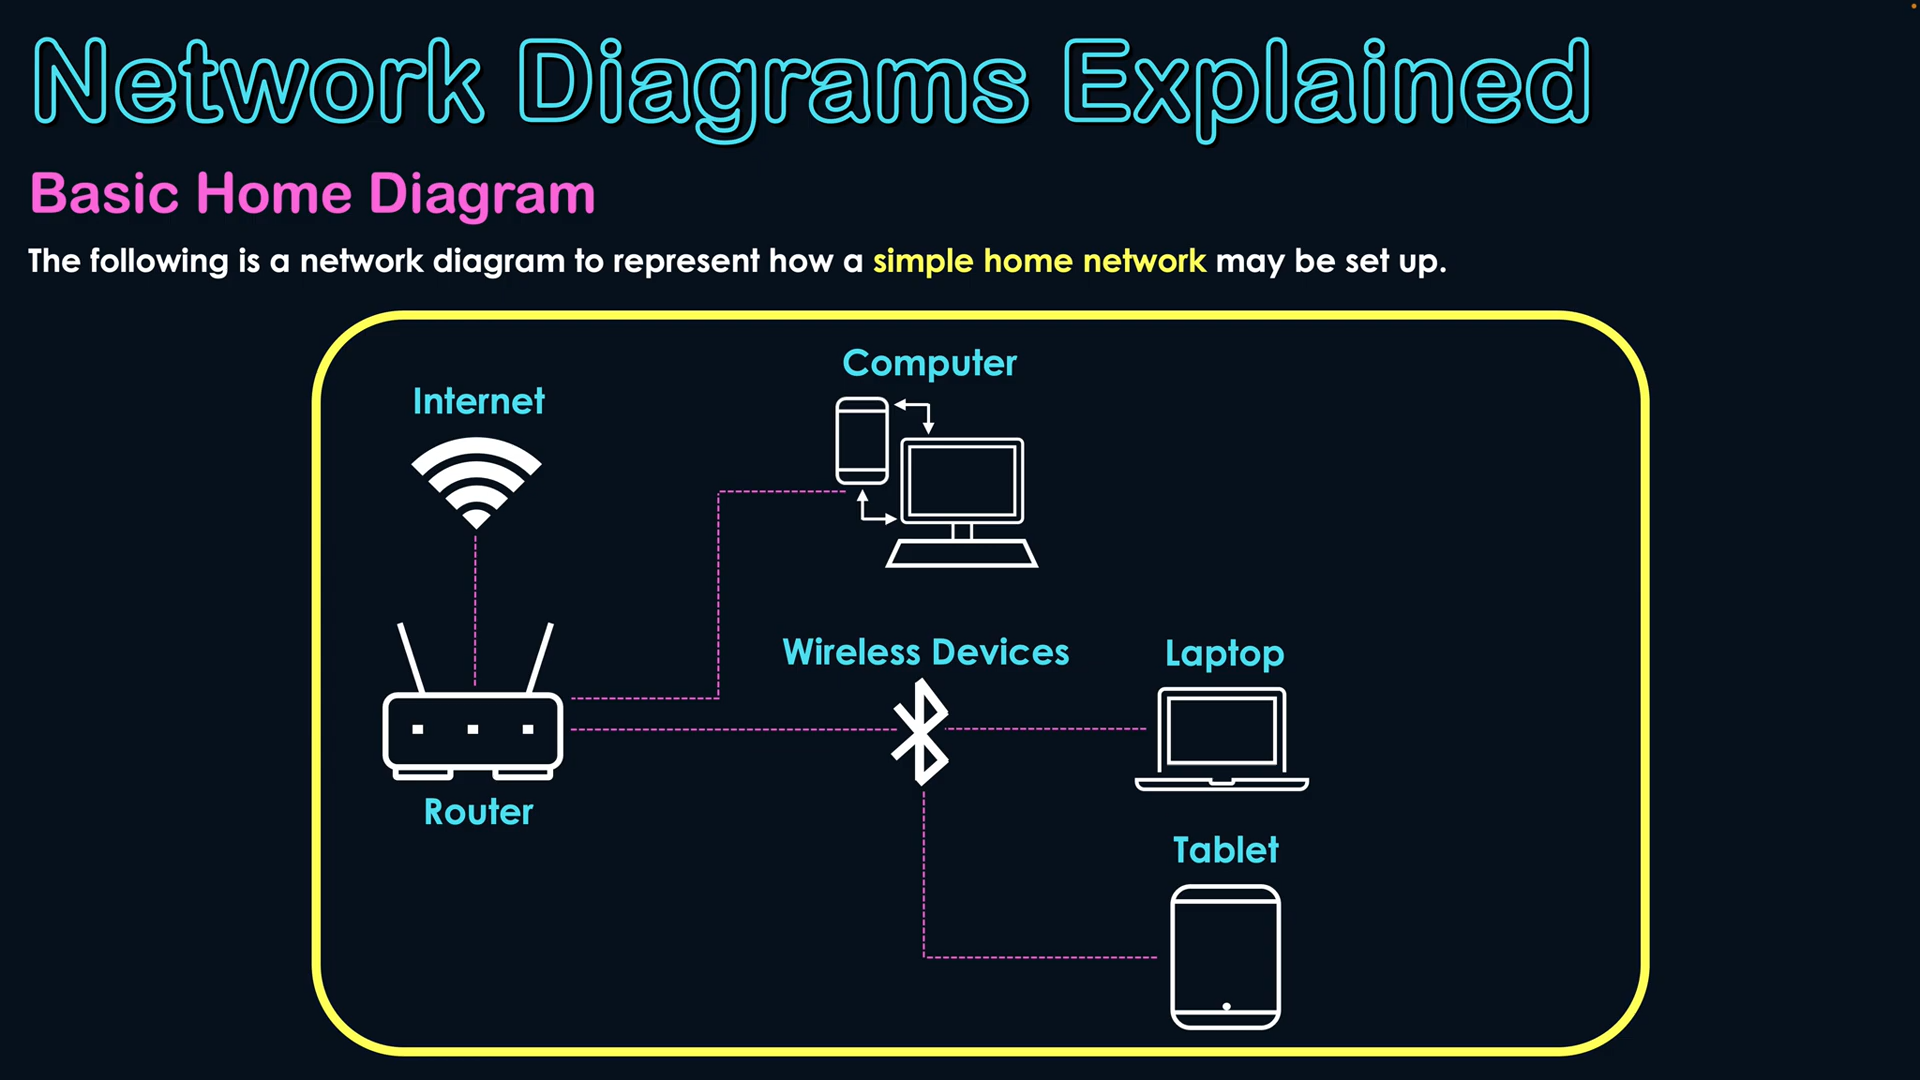 Network Diagrams Explained
Basic Home Diagram
The following is a network diagram to represent how a simple home network may be set up.
Computer
Internet
Wireless Devices
Laptop
Router
Tablet